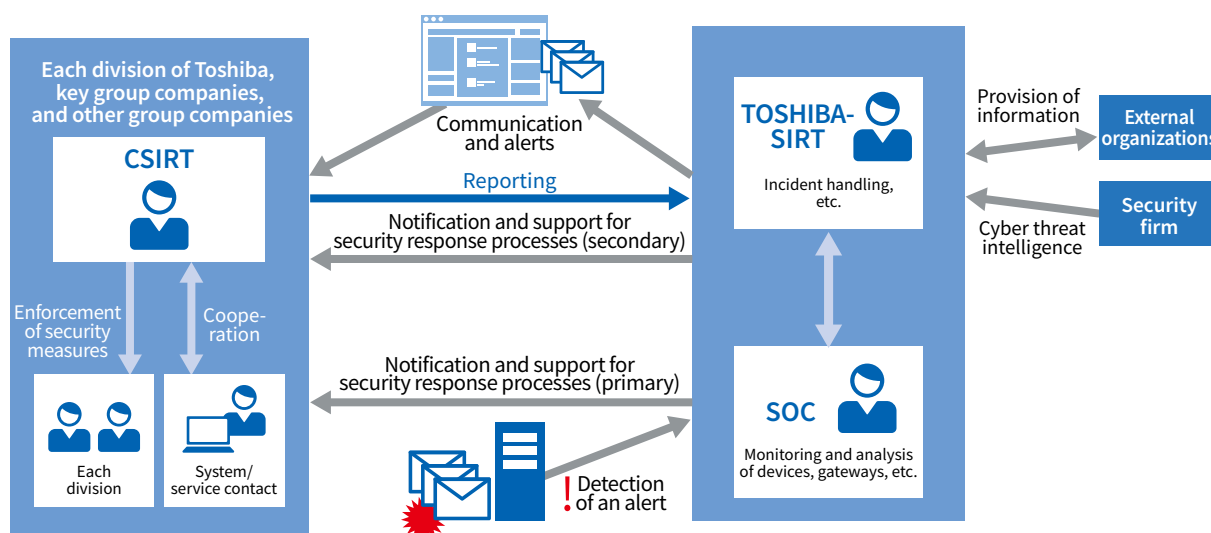 Each division of Toshiba,
key group companies,
and other group companies
CSIRT
Enforcement
of security
measures
Coope-
ration
Each
division
System/
service contact
Communication
and alerts
Reporting
Notification and support for
security response processes (secondary)
Notification and support for
security response processes (primary)
! Detection
of an alert
TOSHIBA-
SIRT
Incident handling,
etc.
SOC
Monitoring and analysis
of devices, gateways, etc.
Provision of
information
External
organizations
Cyber threat
intelligence
Security
firm